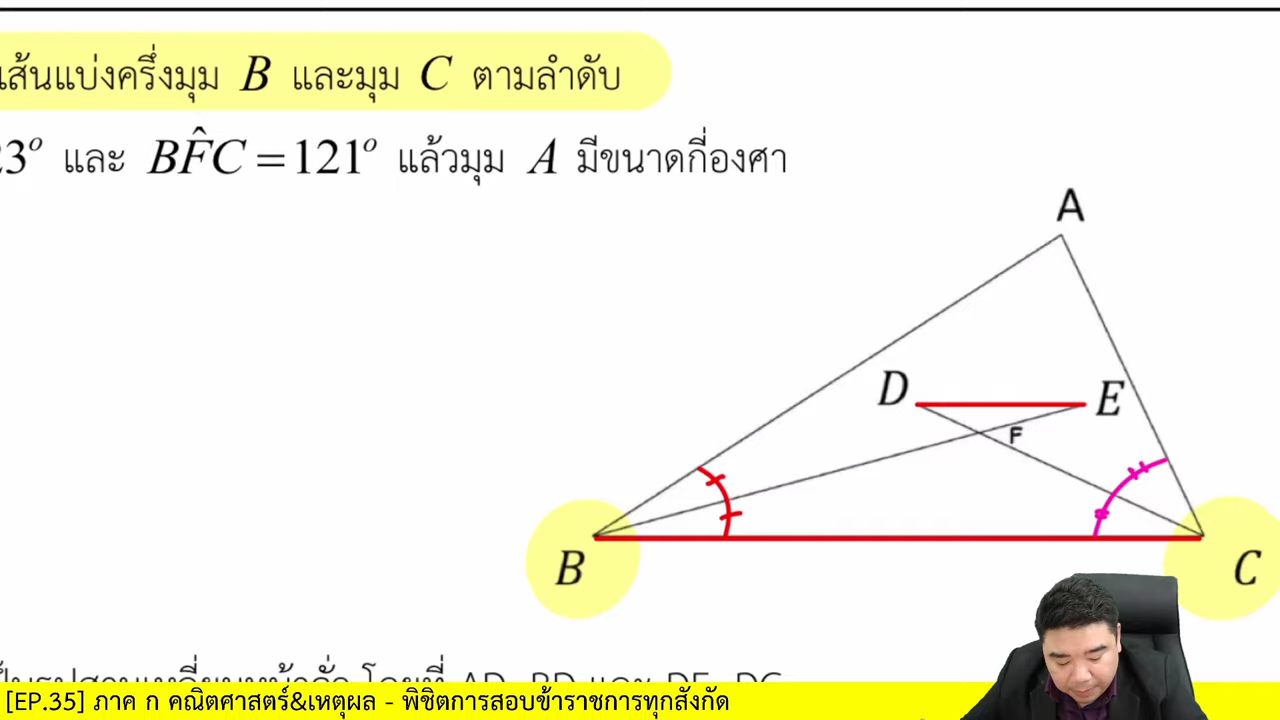 เส้นแบ่งครึ่งมุม B และมุม C ตามลำดับ
23° และ BF̂C = 121° แล้วมุม A มีขนาดกี่องศา
A
D
E
F
B
C
[EP.35] ภาค ก คณิตศาสตร์&เหตุผล - พิชิตการสอบข้าราชการทุกสังกัด